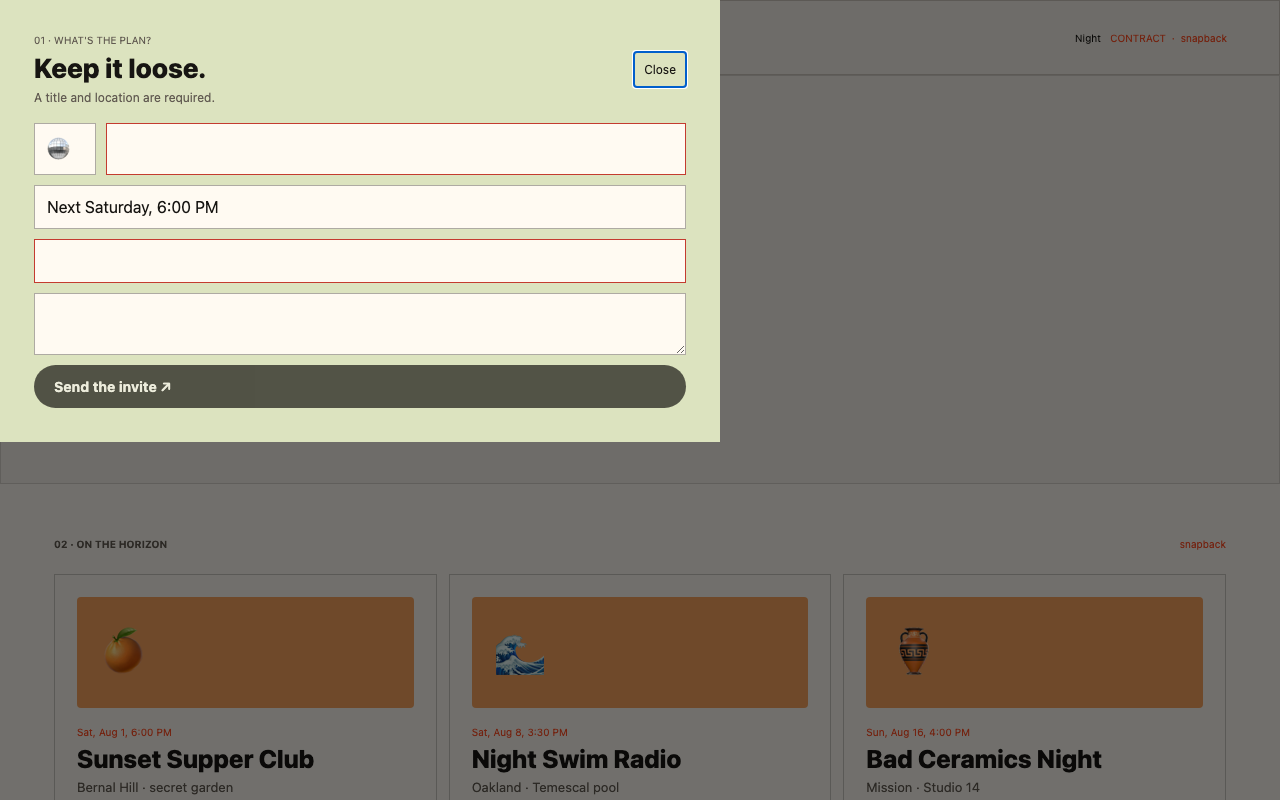 01 · WHAT'S THE PLAN?
Keep it loose.
Close
A title and location are required.
Next Saturday, 6:00 PM
Send the invite ↗
Night CONTRACT · snapback
02 · ON THE HORIZON
snapback
Sat, Aug 1, 6:00 PM
Sunset Supper Club
Bernal Hill · secret garden
Sat, Aug 8, 3:30 PM
Night Swim Radio
Oakland · Temescal pool
Sun, Aug 16, 4:00 PM
Bad Ceramics Night
Mission · Studio 14